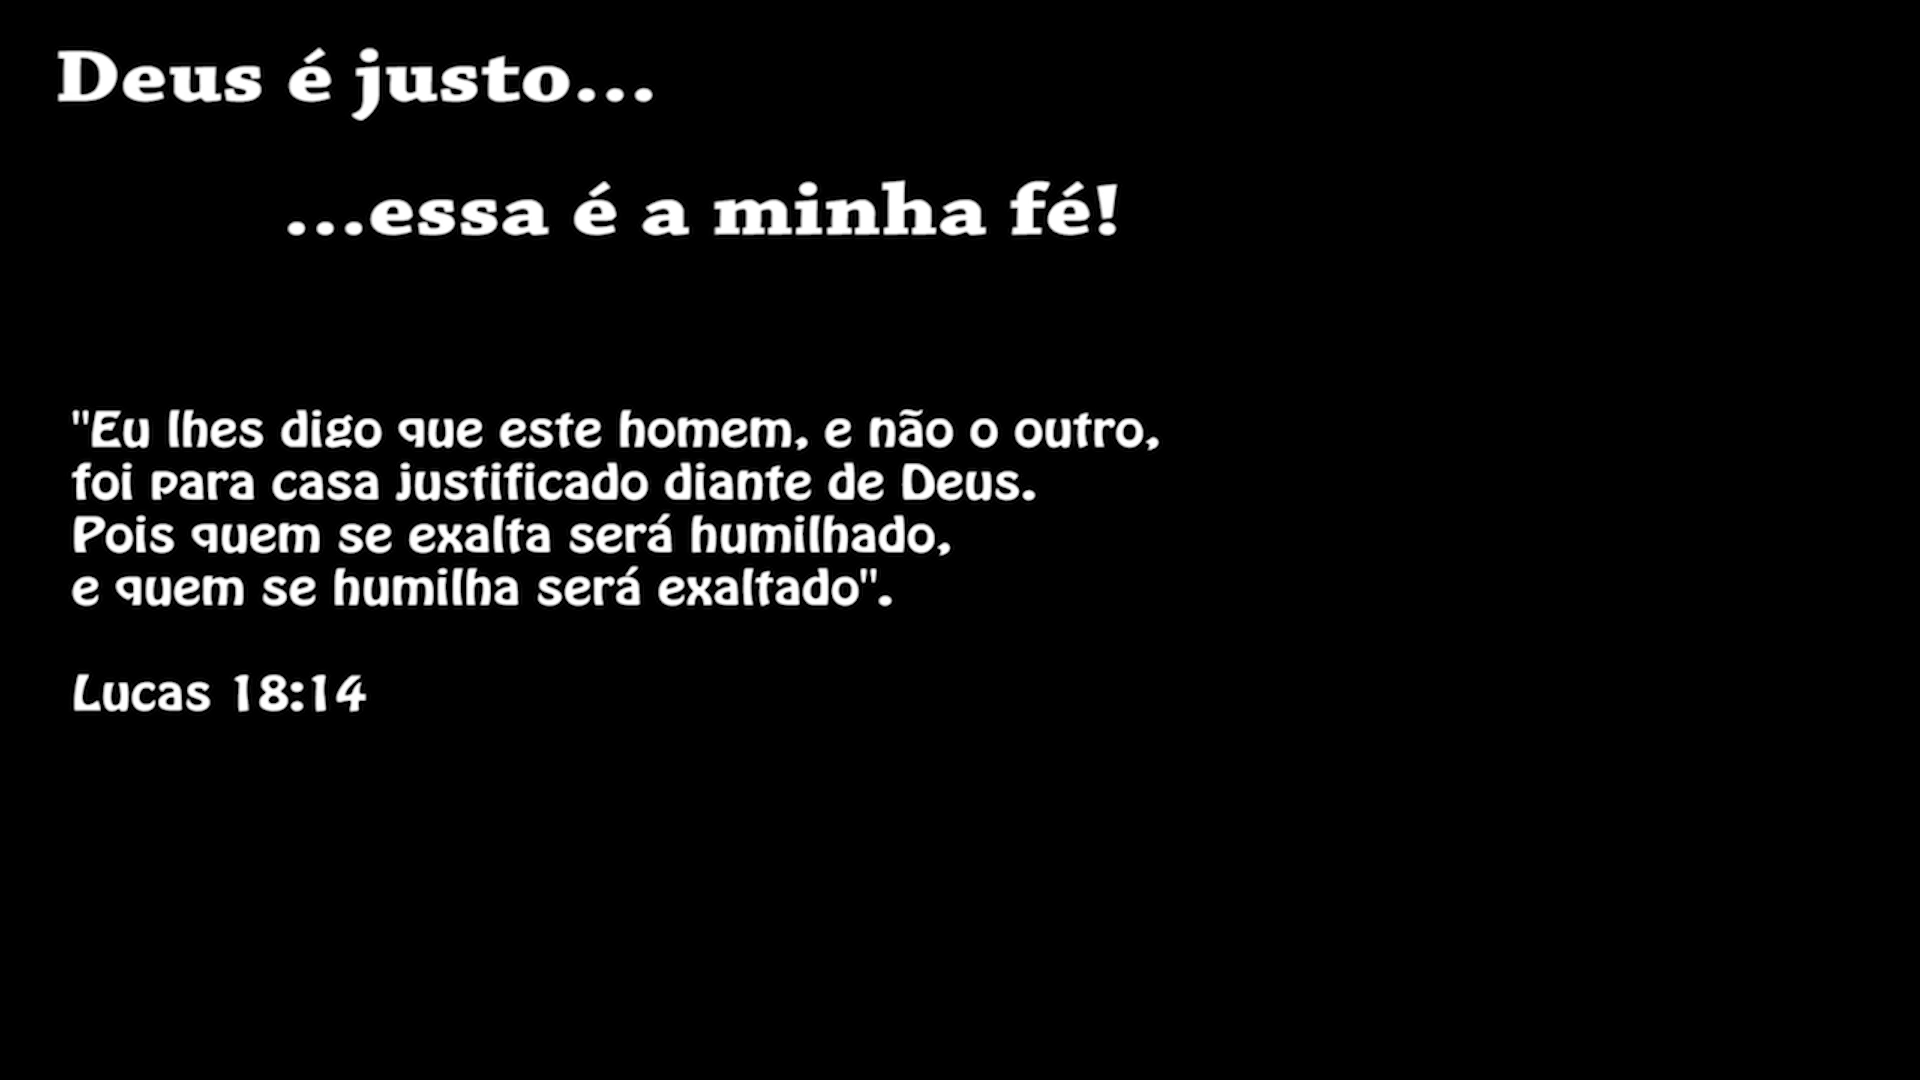 Deus é justo...
...essa é a minha fé!
"Eu lhes digo que este homem, e não o outro,
foi para casa justificado diante de Deus.
Pois quem se exalta será humilhado,
e quem se humilha será exaltado".
Lucas 18:14